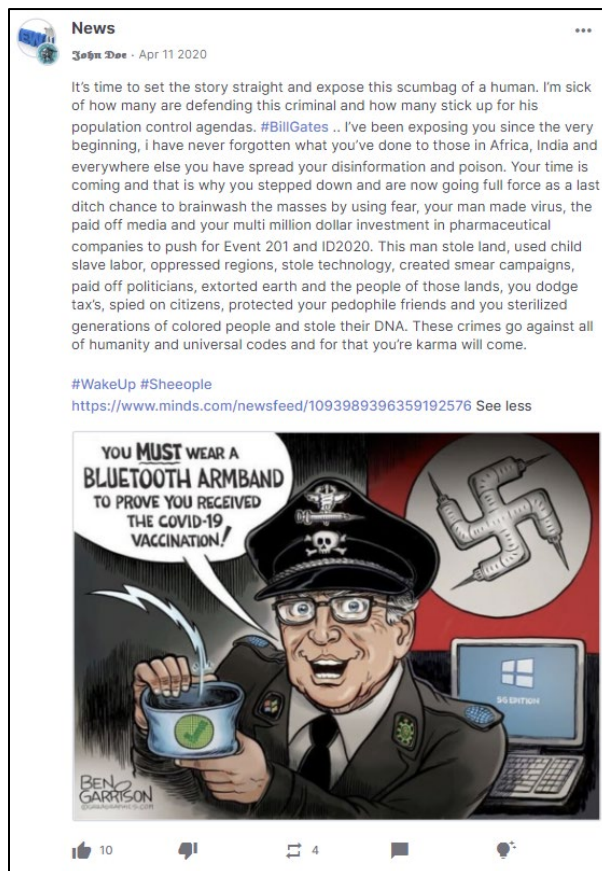 News
John Doe · Apr 11 2020
It's time to set the story straight and expose this scumbag of a human. I'm sick
of how many are defending this criminal and how many stick up for his
population control agendas. #BillGates .. I've been exposing you since the very
beginning, i have never forgotten what you've done to those in Africa, India and
everywhere else you have spread your disinformation and poison. Your time is
coming and that is why you stepped down and are now going full force as a last
ditch chance to brainwash the masses by using fear, your man made virus, the
paid off media and your multi million dollar investment in pharmaceutical
companies to push for Event 201 and ID2020. This man stole land, used child
slave labor, oppressed regions, stole technology, created smear campaigns,
paid off politicians, extorted earth and the people of those lands, you dodge
tax's, spied on citizens, protected your pedophile friends and you sterilized
generations of colored people and stole their DNA. These crimes go against all
of humanity and universal codes and for that you're karma will come.
#WakeUp #Sheeople
https://www.minds.com/newsfeed/1093989396359192576 See less
YOU MUST WEAR A
BLUETOOTH ARMBAND
TO PROVE YOU RECEIVED
THE COVID-19
VACCINATION!
5G EDITION
BEN
GARRISON
10
4